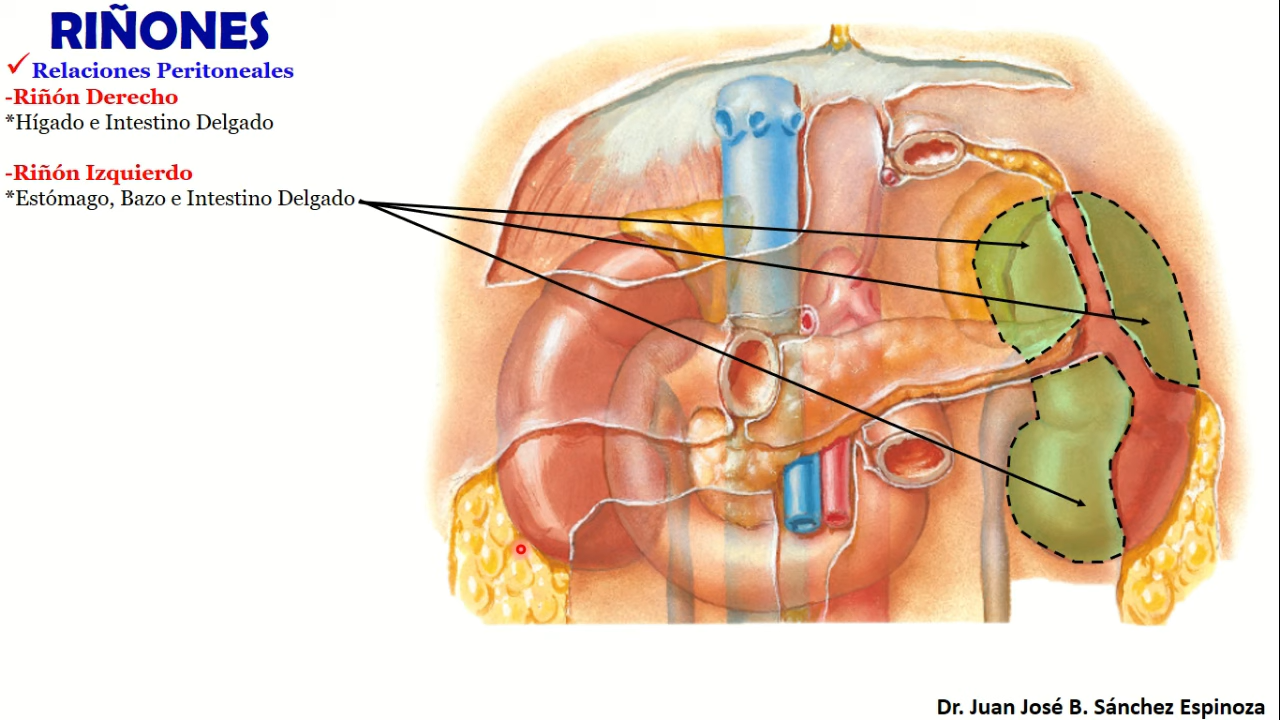 RIÑONES
✓Relaciones Peritoneales
-Riñón Derecho
*Hígado e Intestino Delgado
-Riñón Izquierdo
*Estómago, Bazo e Intestino Delgado
Dr. Juan José B. Sánchez Espinoza